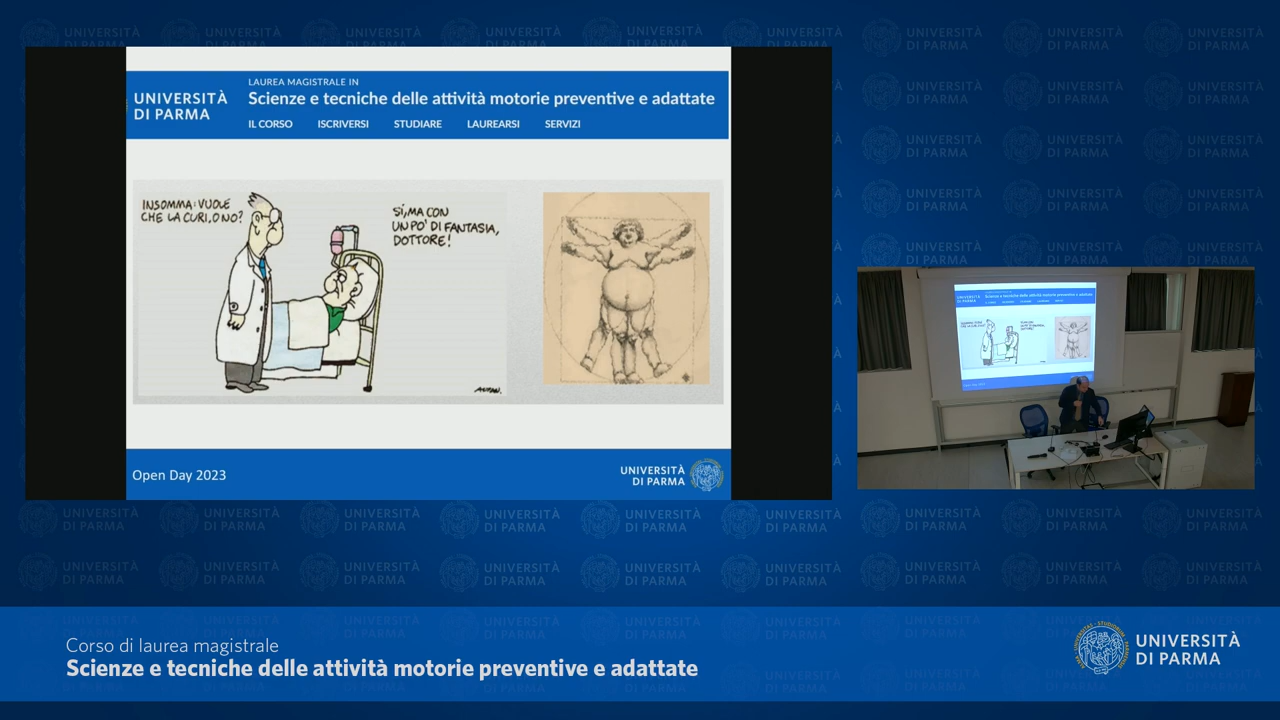 LAUREA MAGISTRALE IN
UNIVERSITÀ
DI PARMA
Scienze e tecniche delle attività motorie preventive e adattate
IL CORSO ISCRIVERSI STUDIARE LAUREARSI SERVIZI
INSOMMA: VUOLE
CHE LA CURI, O NO?
SÍ, MA CON
UN PO' DI FANTASIA,
DOTTORE!
ALTAN.
Open Day 2023
UNIVERSITÀ
DI PARMA
Corso di laurea magistrale
Scienze e tecniche delle attività motorie preventive e adattate
UNIVERSITÀ
DI PARMA